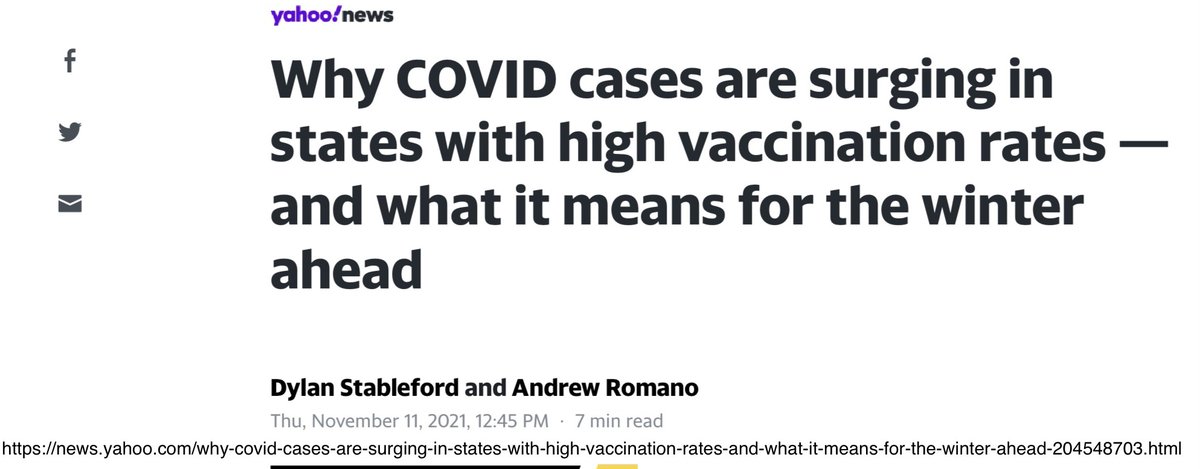 yahoo!news
Why COVID cases are surging in
states with high vaccination rates —
and what it means for the winter
ahead
Dylan Stableford and Andrew Romano
Thu, November 11, 2021, 12:45 PM · 7 min read
https://news.yahoo.com/why-covid-cases-are-surging-in-states-with-high-vaccination-rates-and-what-it-means-for-the-winter-ahead-204548703.html